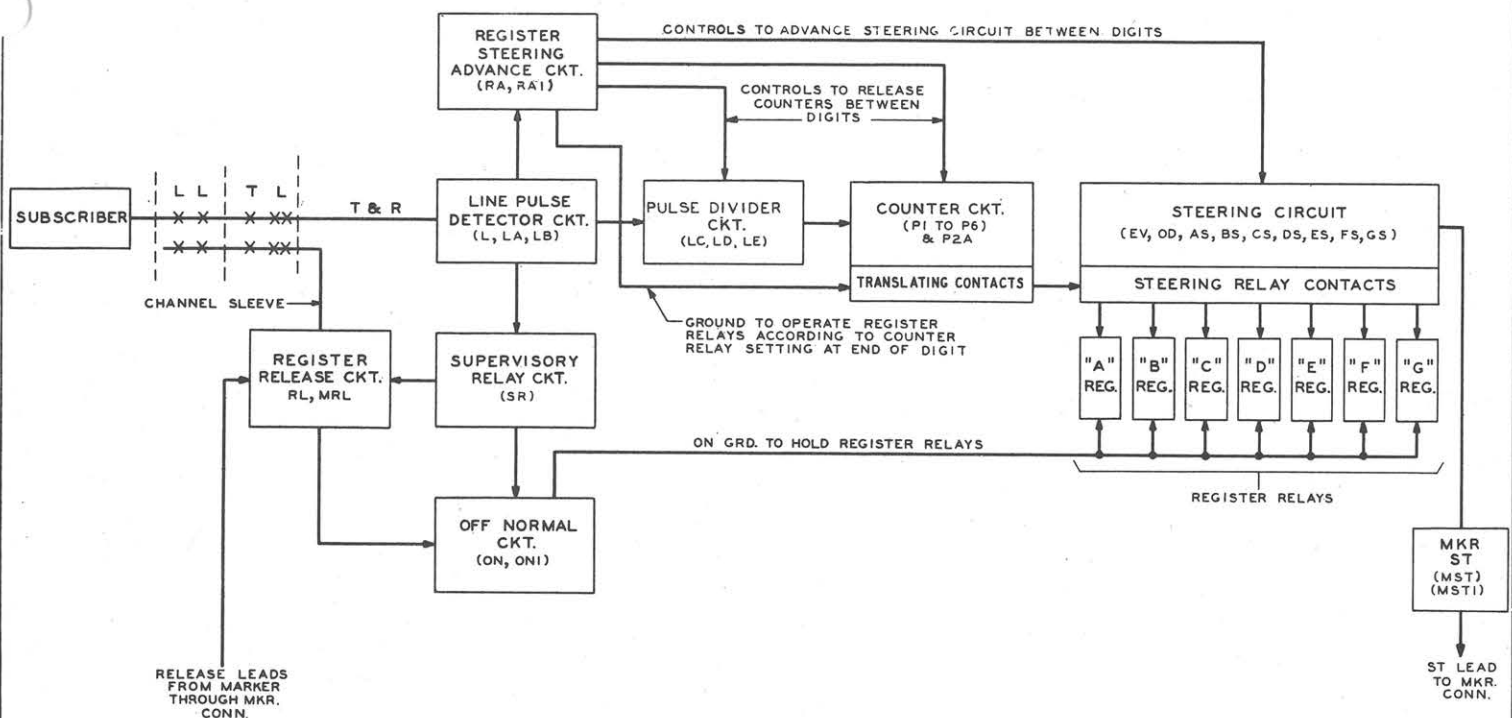 REGISTER
STEERING
ADVANCE CKT.
(RA, RA1)
CONTROLS TO ADVANCE STEERING CIRCUIT BETWEEN DIGITS
CONTROLS TO RELEASE
COUNTERS BETWEEN
DIGITS
SUBSCRIBER
L L T L
T & R
LINE PULSE
DETECTOR CKT.
(L, LA, LB)
PULSE DIVIDER
CKT.
(LC, LD, LE)
COUNTER CKT.
(P1 TO P6)
& P2A
TRANSLATING CONTACTS
STEERING CIRCUIT
(EV, OD, AS, BS, CS, DS, ES, FS, GS)
STEERING RELAY CONTACTS
CHANNEL SLEEVE
GROUND TO OPERATE REGISTER
RELAYS ACCORDING TO COUNTER
RELAY SETTING AT END OF DIGIT
REGISTER
RELEASE CKT.
RL, MRL
SUPERVISORY
RELAY CKT.
(SR)
"A"
REG.
"B"
REG.
"C"
REG.
"D"
REG.
"E"
REG.
"F"
REG.
"G"
REG.
ON GRD. TO HOLD REGISTER RELAYS
REGISTER RELAYS
OFF NORMAL
CKT.
(ON, ON1)
MKR
ST
(MST)
(MST1)
RELEASE LEADS
FROM MARKER
THROUGH MKR.
CONN.
ST LEAD
TO MKR.
CONN.